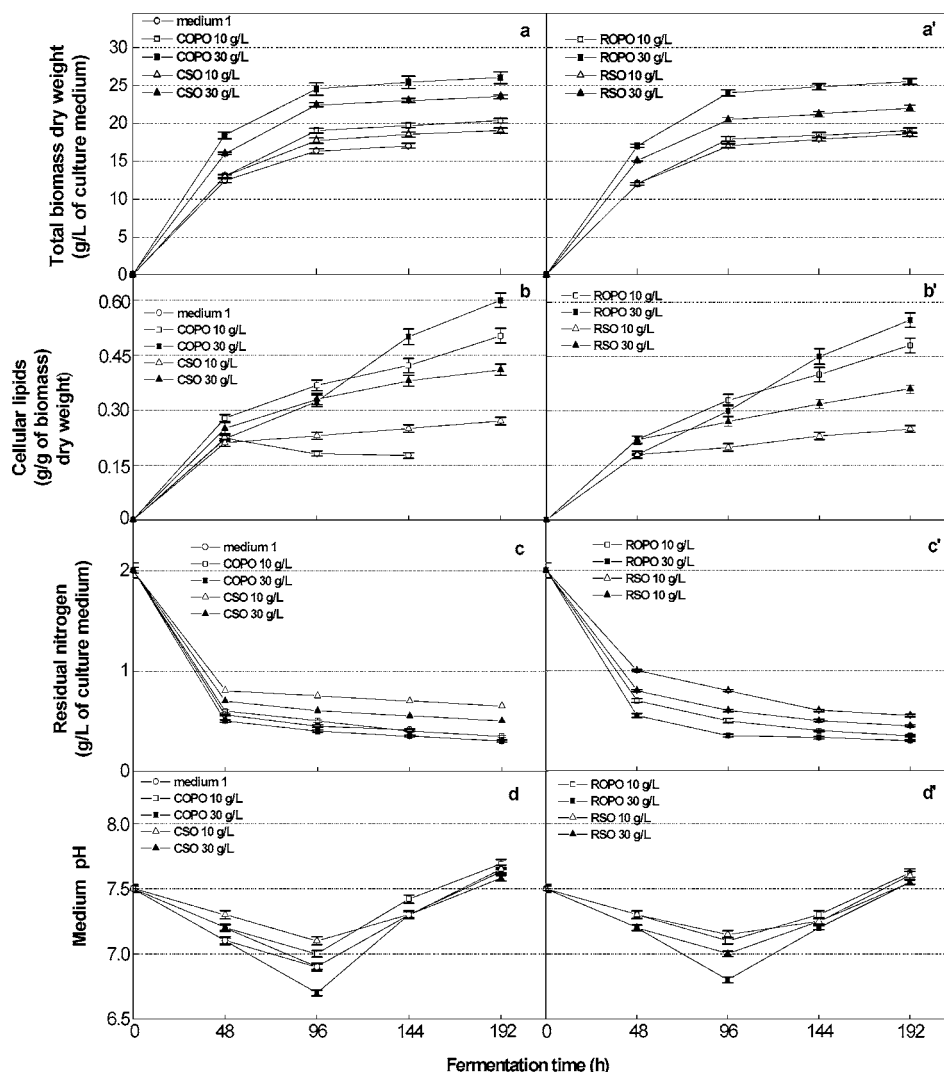 a
medium 1
COPO 10 g/L
COPO 30 g/L
CSO 10 g/L
CSO 30 g/L
30
25
20
15
10
5
0
Total biomass dry weight
(g/L of culture medium)
a'
ROPO 10 g/L
ROPO 30 g/L
RSO 10 g/L
RSO 30 g/L
b
medium 1
COPO 10 g/L
COPO 30 g/L
CSO 10 g/L
CSO 30 g/L
0.60
0.45
0.30
0.15
0
Cellular lipids
(g/g of biomass
dry weight)
b'
ROPO 10 g/L
ROPO 30 g/L
RSO 10 g/L
RSO 30 g/L
c
medium 1
COPO 10 g/L
COPO 30 g/L
CSO 10 g/L
CSO 30 g/L
2
1
0
Residual nitrogen
(g/L of culture medium)
c'
ROPO 10 g/L
ROPO 30 g/L
RSO 10 g/L
RSO 10 g/L
d
medium 1
COPO 10 g/L
COPO 30 g/L
CSO 10 g/L
CSO 30 g/L
8.0
7.5
7.0
6.5
Medium pH
d'
ROPO 10 g/L
ROPO 30 g/L
RSO 10 g/L
RSO 30 g/L
0 48 96 144 192 0 48 96 144 192
Fermentation time (h)